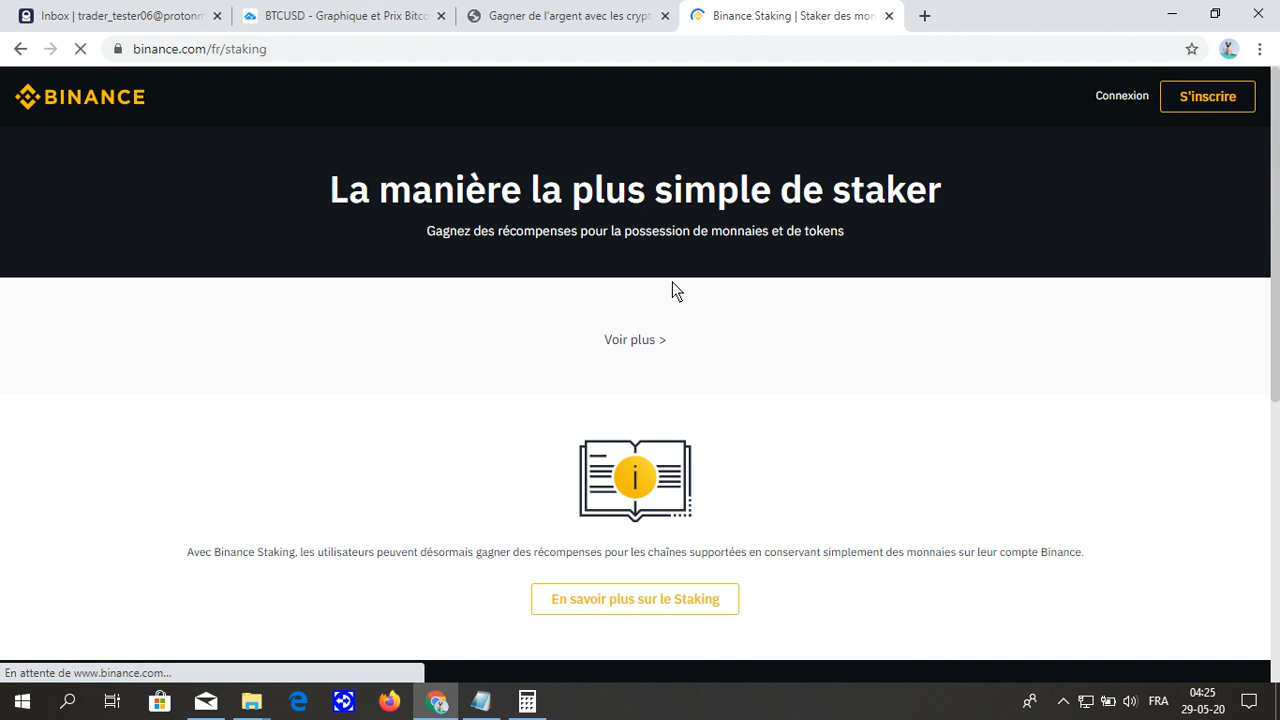 Inbox | trader_tester06@protonm
BTCUSD - Graphique et Prix Bitco
Gagner de l'argent avec les crypt
Binance Staking | Staker des mon
binance.com/fr/staking
BINANCE
Connexion
S'inscrire
La manière la plus simple de staker
Gagnez des récompenses pour la possession de monnaies et de tokens
Voir plus >
i
Avec Binance Staking, les utilisateurs peuvent désormais gagner des récompenses pour les chaînes supportées en conservant simplement des monnaies sur leur compte Binance.
En savoir plus sur le Staking
En attente de www.binance.com...
FRA
04:25
29-05-20